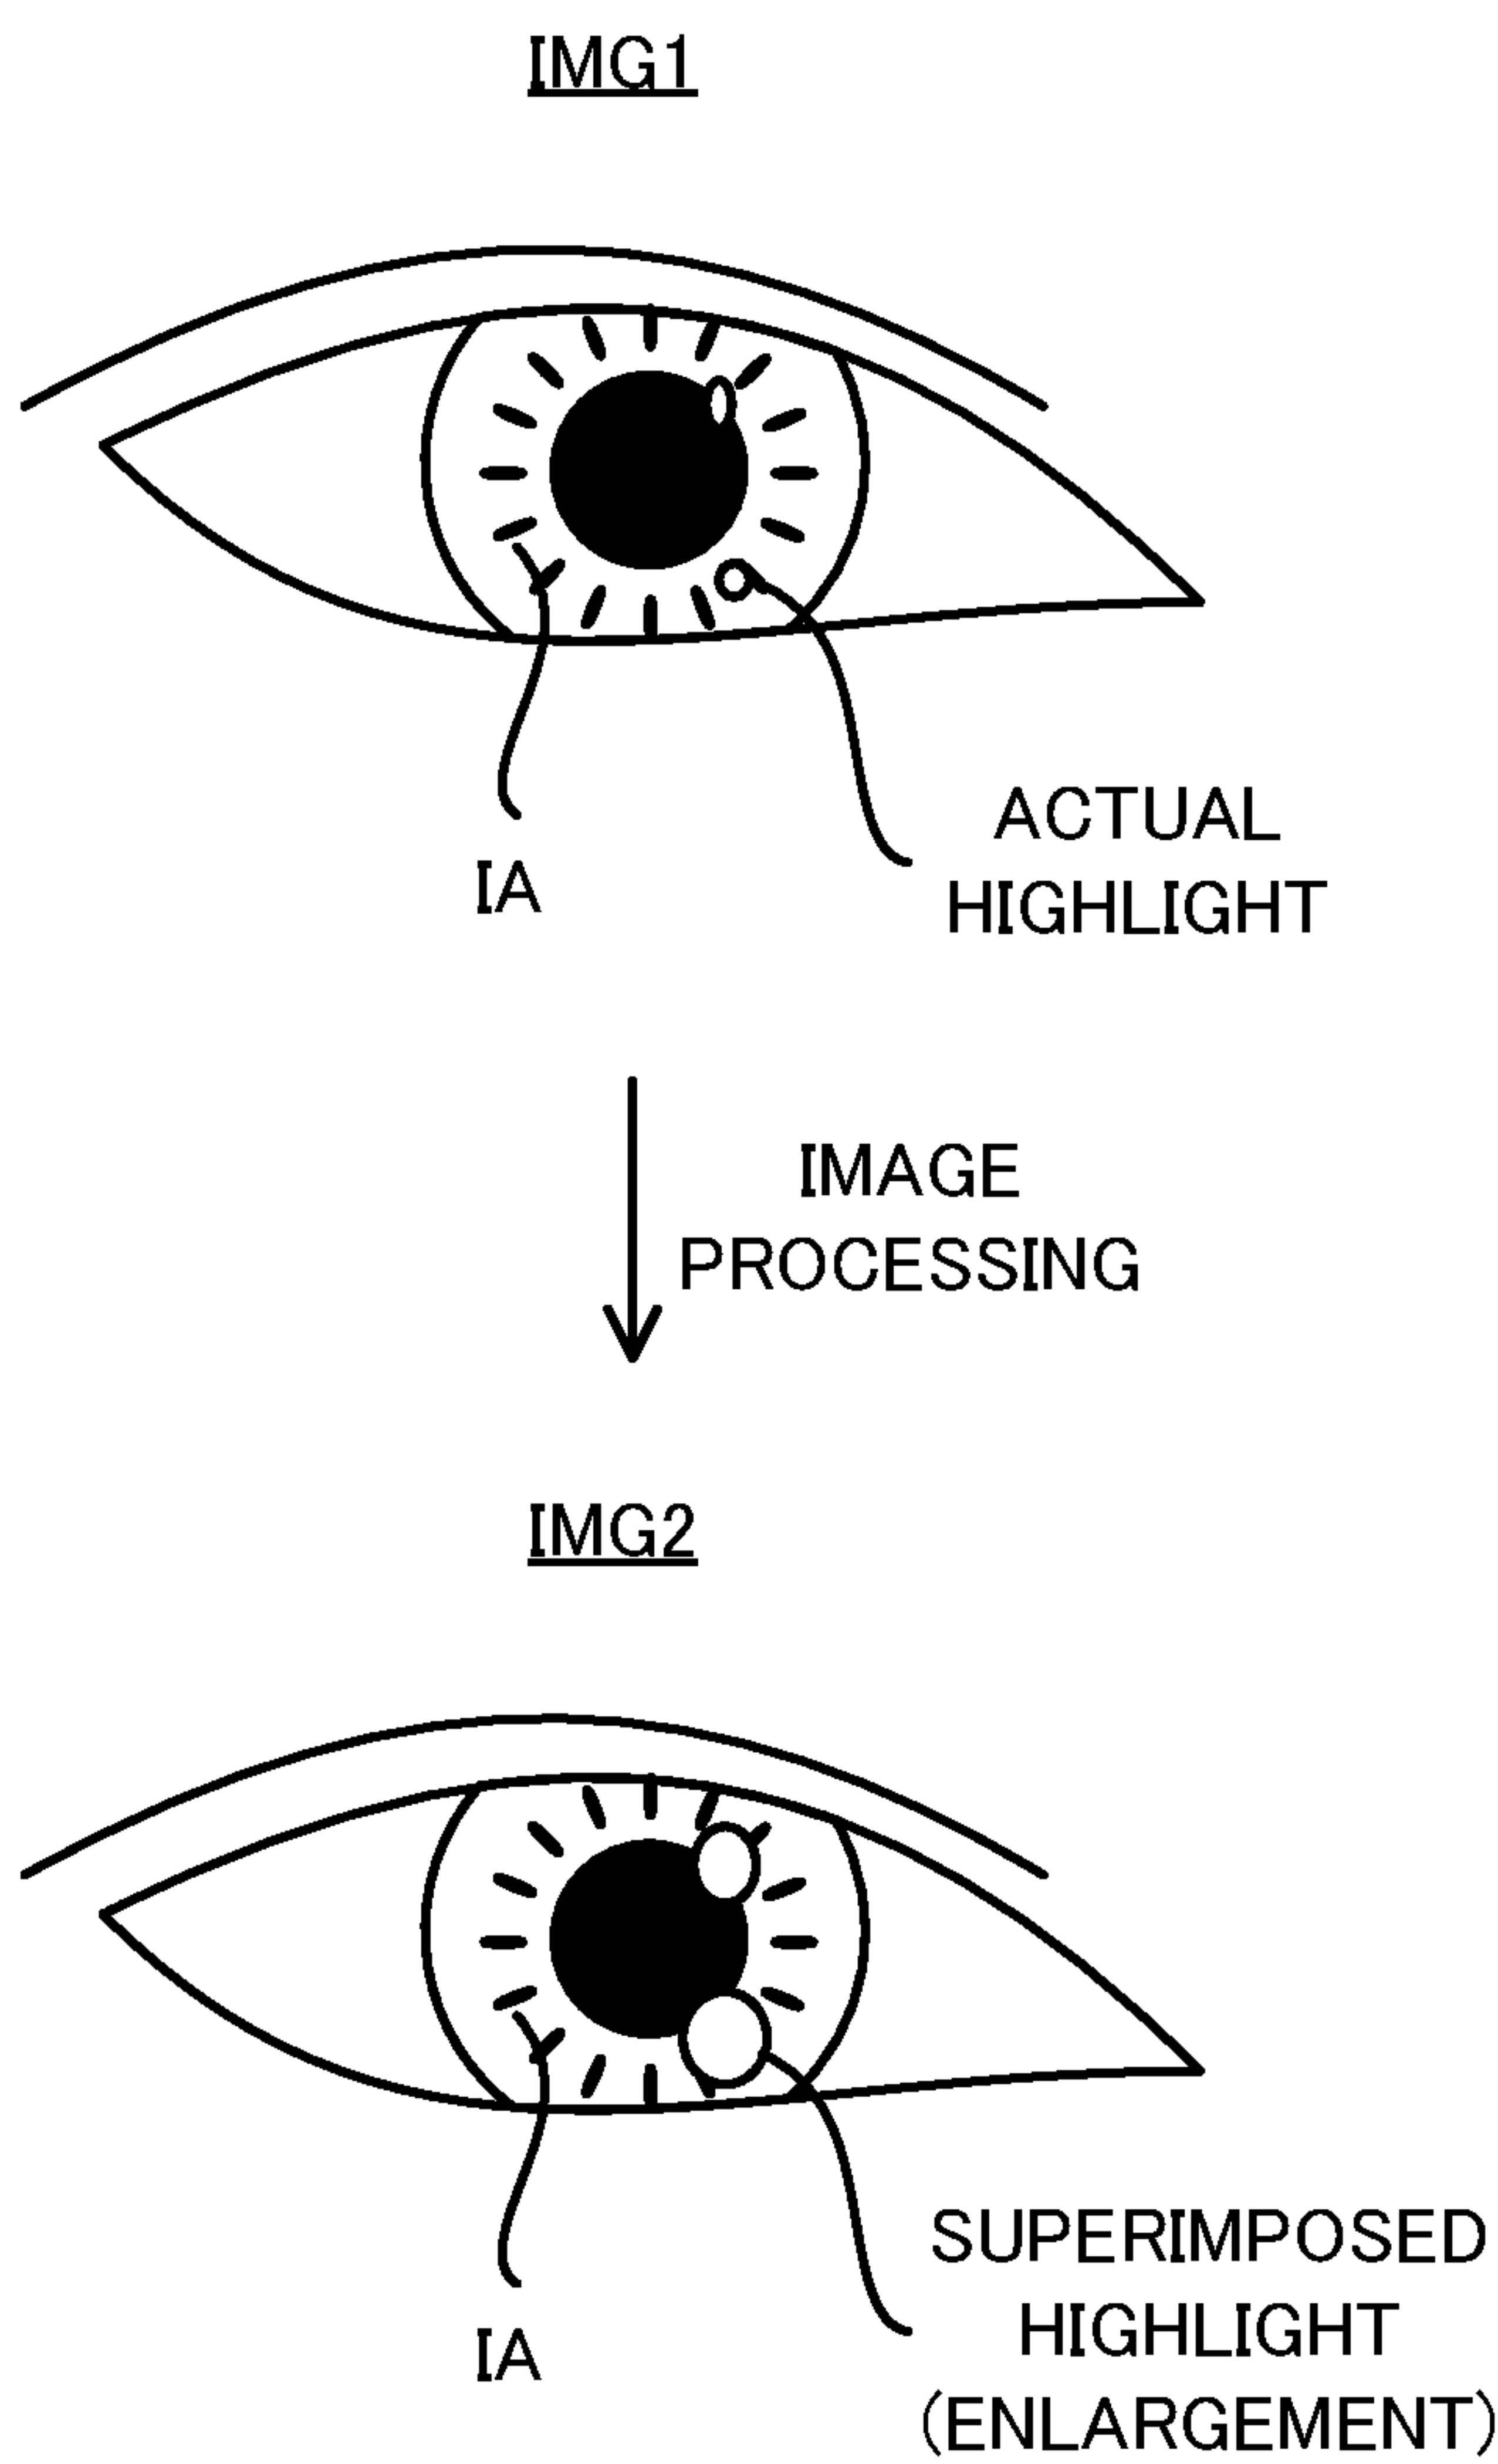 IMG1
IA
ACTUAL
HIGHLIGHT
IMAGE
PROCESSING
IMG2
IA
SUPERIMPOSED
HIGHLIGHT
(ENLARGEMENT)